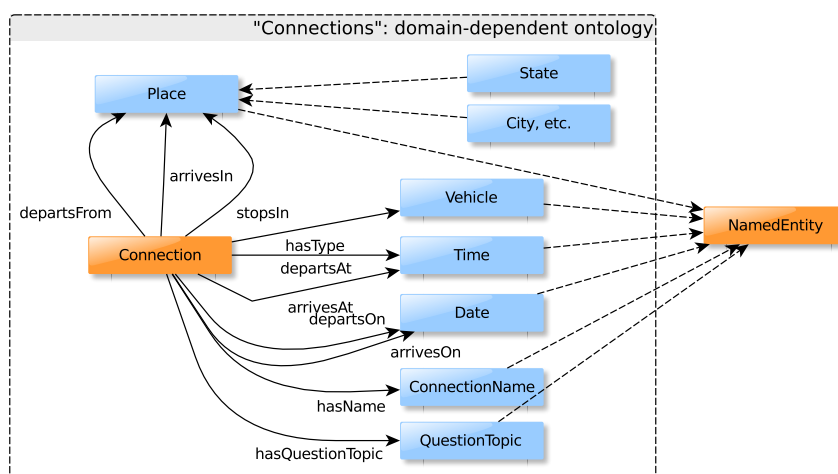 "Connections": domain-dependent ontology
State
Place
City, etc.
arrivesIn
Vehicle
departsFrom
stopsIn
NamedEntity
hasType
Connection
Time
departsAt
arrivesAt
departsOn
Date
arrivesOn
ConnectionName
hasName
QuestionTopic
hasQuestionTopic